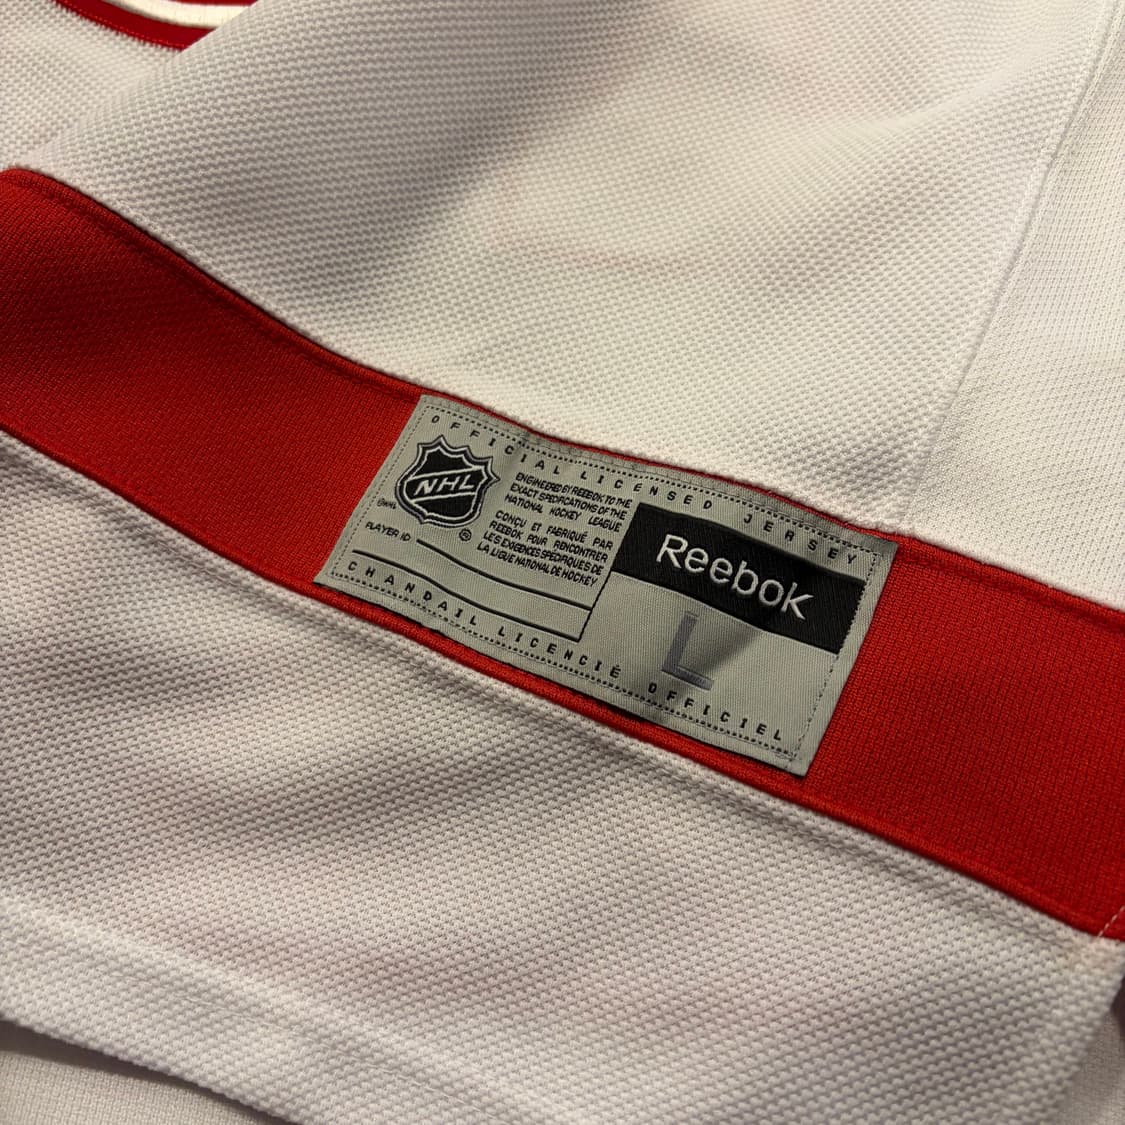 OFFICIAL LICENSED JERSEY
NHL
ENGINEERED BY REEBOK TO THE
EXACT SPECIFICATIONS OF THE
NATIONAL HOCKEY LEAGUE
CONÇU ET FABRIQUÉ PAR
REEBOK POUR RENCONTRER
LES EXIGENCES SPÉCIFIQUES DE
LA LIGUE NATIONAL DE HOCKEY
©NHL
®
PLAYER ID
Reebok
L
CHANDAIL LICENCIÉ OFFICIEL